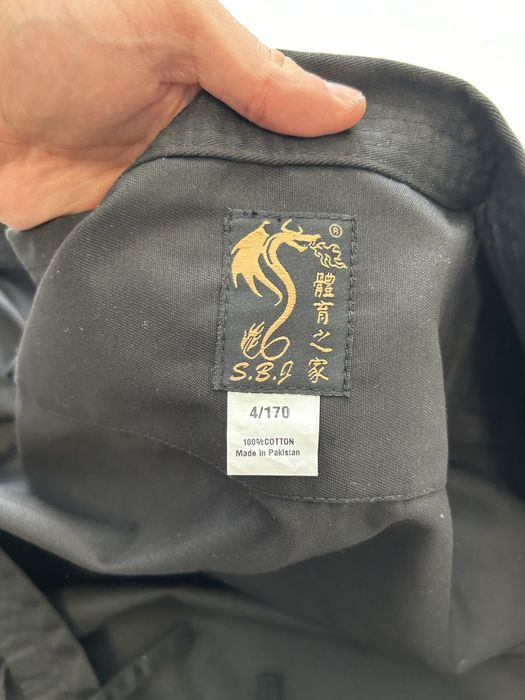 ®
體育之家
S.B.J
4/170
100%COTTON
Made in Pakistan